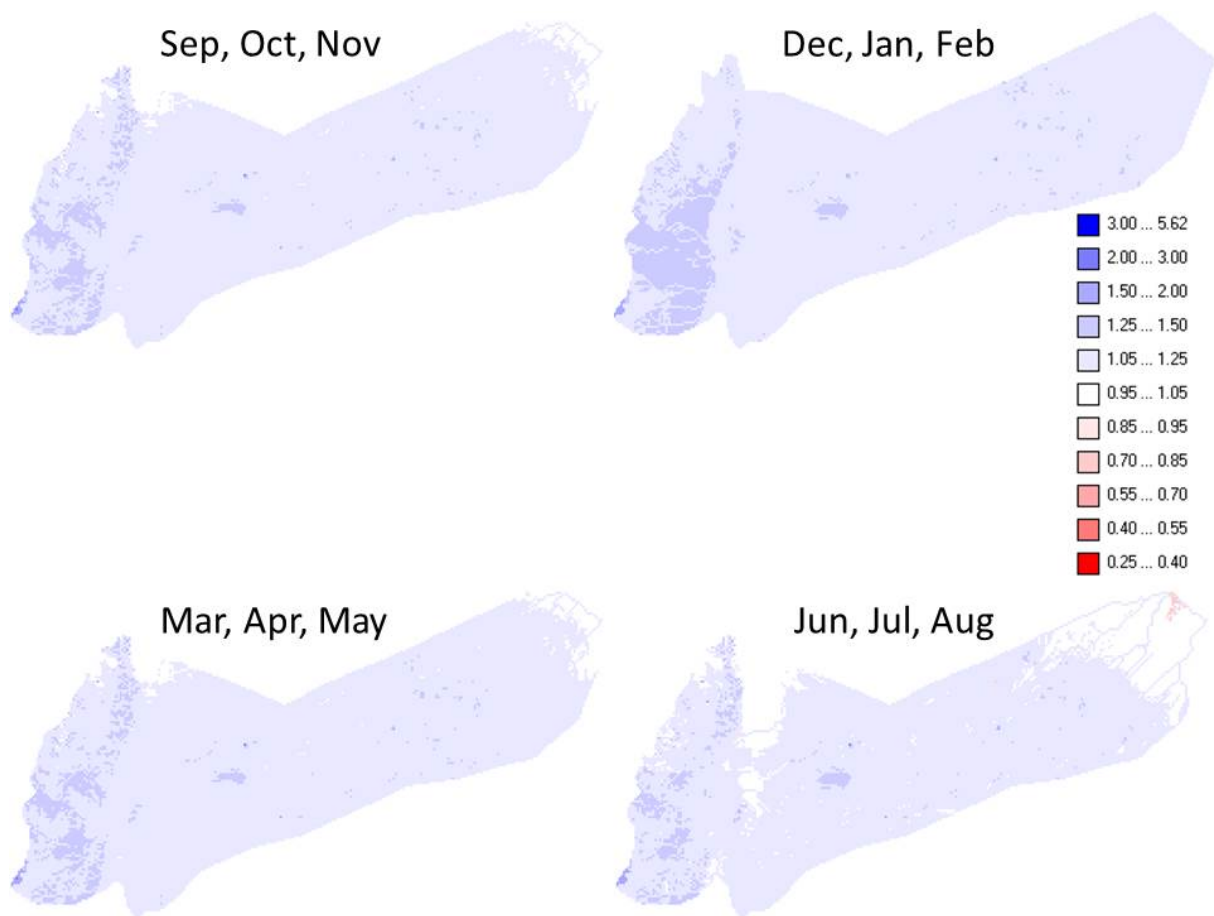 Sep, Oct, Nov
Dec, Jan, Feb
3.00 ... 5.62
2.00 ... 3.00
1.50 ... 2.00
1.25 ... 1.50
1.05 ... 1.25
0.95 ... 1.05
0.85 ... 0.95
0.70 ... 0.85
0.55 ... 0.70
0.40 ... 0.55
0.25 ... 0.40
Mar, Apr, May
Jun, Jul, Aug